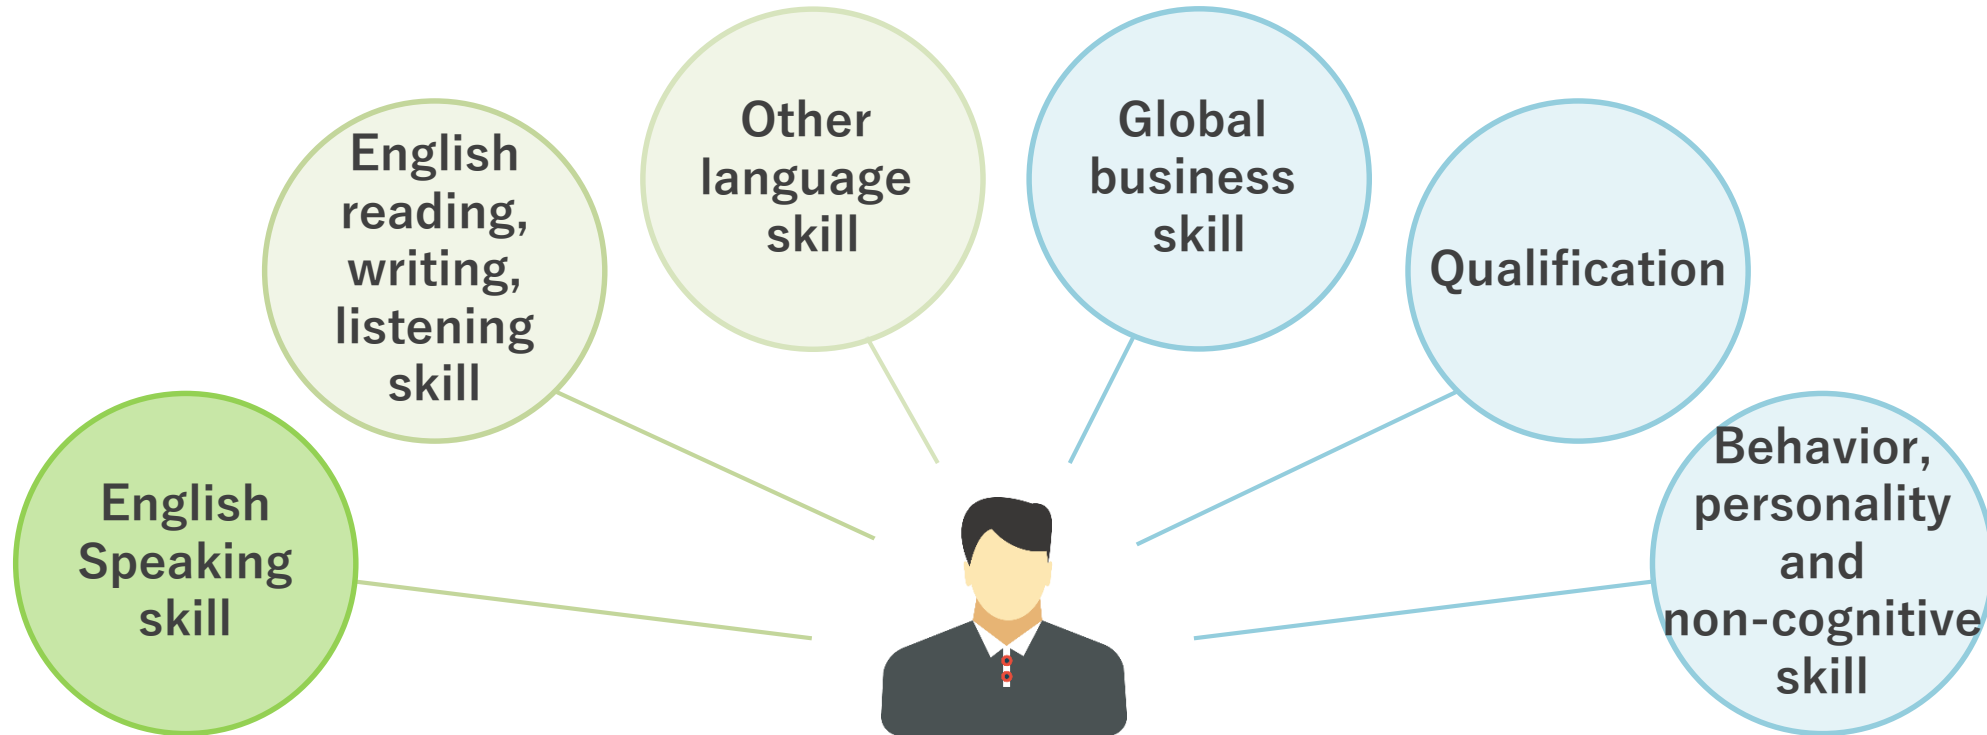 English
Speaking
skill
English
reading,
writing,
listening
skill
Other
language
skill
Global
business
skill
Qualification
Behavior,
personality
and
non-cognitive
skill